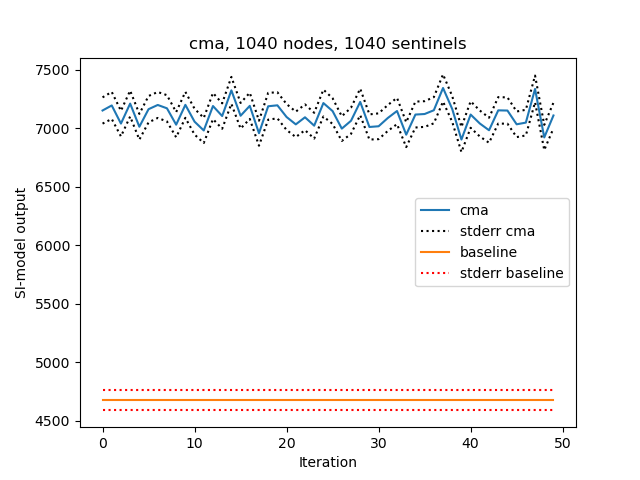 cma, 1040 nodes, 1040 sentinels
SI-model output
7500
7000
6500
6000
5500
5000
4500
cma
stderr cma
baseline
stderr baseline
0
10
20
30
40
50
Iteration